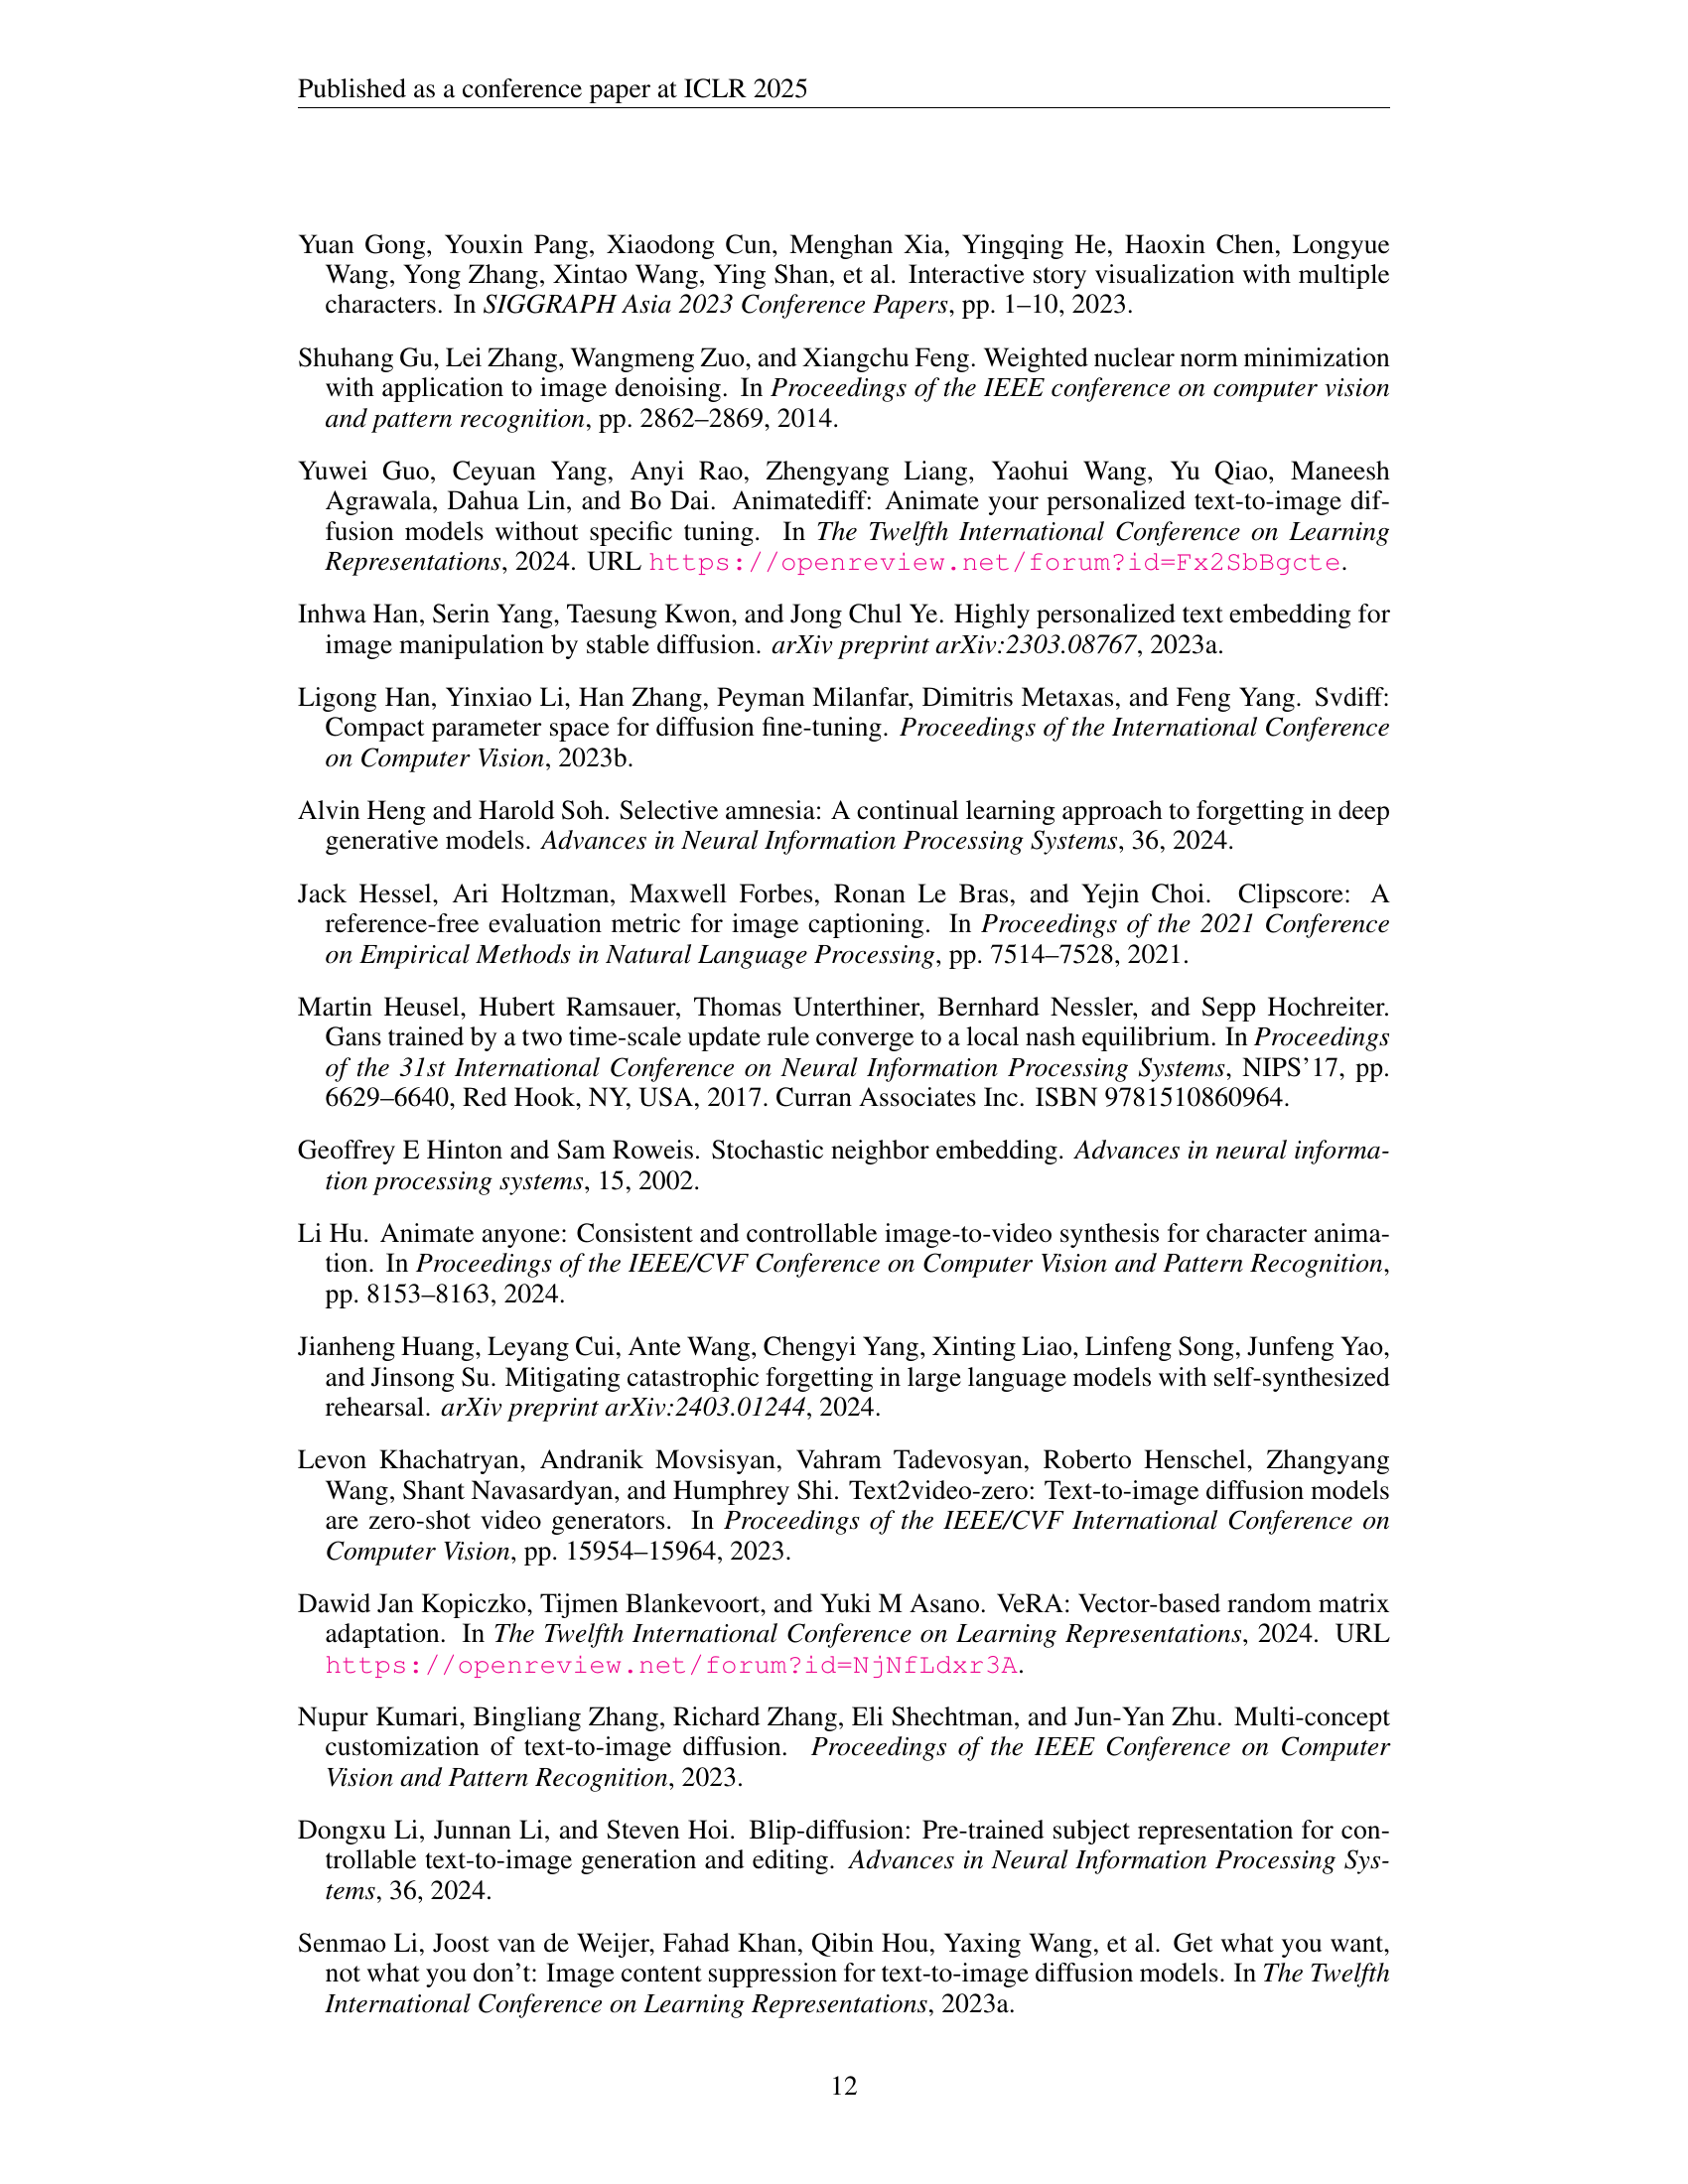 Published as a conference paper at ICLR 2025
Yuan Gong, Youxin Pang, Xiaodong Cun, Menghan Xia, Yingqing He, Haoxin Chen, Longyue
Wang, Yong Zhang, Xintao Wang, Ying Shan, et al. Interactive story visualization with multiple
characters. In SIGGRAPH Asia 2023 Conference Papers, pp. 1–10, 2023.
Shuhang Gu, Lei Zhang, Wangmeng Zuo, and Xiangchu Feng. Weighted nuclear norm minimization
with application to image denoising. In Proceedings of the IEEE conference on computer vision
and pattern recognition, pp. 2862–2869, 2014.
Yuwei Guo, Ceyuan Yang, Anyi Rao, Zhengyang Liang, Yaohui Wang, Yu Qiao, Maneesh
Agrawala, Dahua Lin, and Bo Dai. Animatediff: Animate your personalized text-to-image dif-
fusion models without specific tuning. In The Twelfth International Conference on Learning
Representations, 2024. URL https://openreview.net/forum?id=Fx2SbBgcte.
Inhwa Han, Serin Yang, Taesung Kwon, and Jong Chul Ye. Highly personalized text embedding for
image manipulation by stable diffusion. arXiv preprint arXiv:2303.08767, 2023a.
Ligong Han, Yinxiao Li, Han Zhang, Peyman Milanfar, Dimitris Metaxas, and Feng Yang. Svdiff:
Compact parameter space for diffusion fine-tuning. Proceedings of the International Conference
on Computer Vision, 2023b.
Alvin Heng and Harold Soh. Selective amnesia: A continual learning approach to forgetting in deep
generative models. Advances in Neural Information Processing Systems, 36, 2024.
Jack Hessel, Ari Holtzman, Maxwell Forbes, Ronan Le Bras, and Yejin Choi. Clipscore: A
reference-free evaluation metric for image captioning. In Proceedings of the 2021 Conference
on Empirical Methods in Natural Language Processing, pp. 7514–7528, 2021.
Martin Heusel, Hubert Ramsauer, Thomas Unterthiner, Bernhard Nessler, and Sepp Hochreiter.
Gans trained by a two time-scale update rule converge to a local nash equilibrium. In Proceedings
of the 31st International Conference on Neural Information Processing Systems, NIPS'17, pp.
6629–6640, Red Hook, NY, USA, 2017. Curran Associates Inc. ISBN 9781510860964.
Geoffrey E Hinton and Sam Roweis. Stochastic neighbor embedding. Advances in neural informa-
tion processing systems, 15, 2002.
Li Hu. Animate anyone: Consistent and controllable image-to-video synthesis for character anima-
tion. In Proceedings of the IEEE/CVF Conference on Computer Vision and Pattern Recognition,
pp. 8153–8163, 2024.
Jianheng Huang, Leyang Cui, Ante Wang, Chengyi Yang, Xinting Liao, Linfeng Song, Junfeng Yao,
and Jinsong Su. Mitigating catastrophic forgetting in large language models with self-synthesized
rehearsal. arXiv preprint arXiv:2403.01244, 2024.
Levon Khachatryan, Andranik Movsisyan, Vahram Tadevosyan, Roberto Henschel, Zhangyang
Wang, Shant Navasardyan, and Humphrey Shi. Text2video-zero: Text-to-image diffusion models
are zero-shot video generators. In Proceedings of the IEEE/CVF International Conference on
Computer Vision, pp. 15954–15964, 2023.
Dawid Jan Kopiczko, Tijmen Blankevoort, and Yuki M Asano. VeRA: Vector-based random matrix
adaptation. In The Twelfth International Conference on Learning Representations, 2024. URL
https://openreview.net/forum?id=NjNfLdxr3A.
Nupur Kumari, Bingliang Zhang, Richard Zhang, Eli Shechtman, and Jun-Yan Zhu. Multi-concept
customization of text-to-image diffusion. Proceedings of the IEEE Conference on Computer
Vision and Pattern Recognition, 2023.
Dongxu Li, Junnan Li, and Steven Hoi. Blip-diffusion: Pre-trained subject representation for con-
trollable text-to-image generation and editing. Advances in Neural Information Processing Sys-
tems, 36, 2024.
Senmao Li, Joost van de Weijer, Fahad Khan, Qibin Hou, Yaxing Wang, et al. Get what you want,
not what you don't: Image content suppression for text-to-image diffusion models. In The Twelfth
International Conference on Learning Representations, 2023a.
12